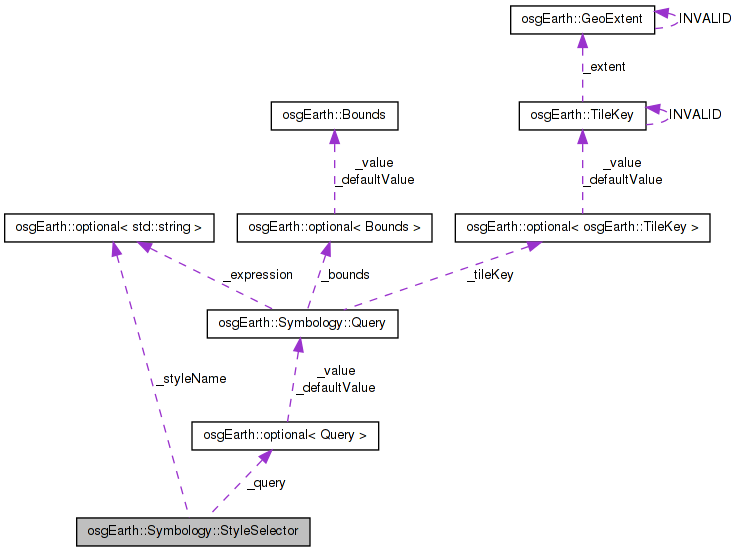 osgEarth::GeoExtent
INVALID
_extent
osgEarth::Bounds
osgEarth::TileKey
INVALID
_value
_defaultValue
_value
_defaultValue
osgEarth::optional< std::string >
osgEarth::optional< Bounds >
osgEarth::optional< osgEarth::TileKey >
_expression
_bounds
_tileKey
osgEarth::Symbology::Query
_styleName
_value
_defaultValue
osgEarth::optional< Query >
_query
osgEarth::Symbology::StyleSelector